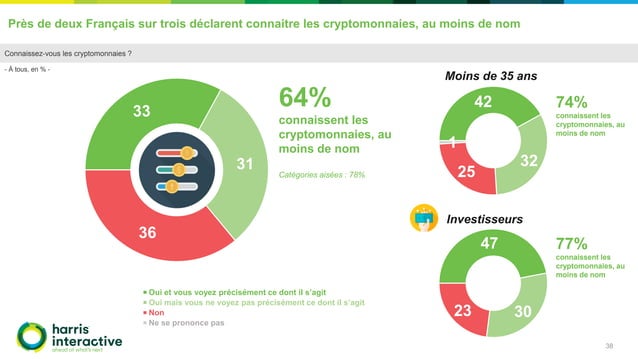 Près de deux Français sur trois déclarent connaitre les cryptomonnaies, au moins de nom
Connaissez-vous les cryptomonnaies ?
- À tous, en % -
33
31
36
64%
connaissent les
cryptomonnaies, au
moins de nom
Catégories aisées : 78%
Moins de 35 ans
42
1
25
32
74%
connaissent les
cryptomonnaies, au
moins de nom
Investisseurs
47
23
30
77%
connaissent les
cryptomonnaies, au
moins de nom
Oui et vous voyez précisément ce dont il s'agit
Oui mais vous ne voyez pas précisément ce dont il s'agit
Non
Ne se prononce pas
harris
interactive
ahead of what's next
38